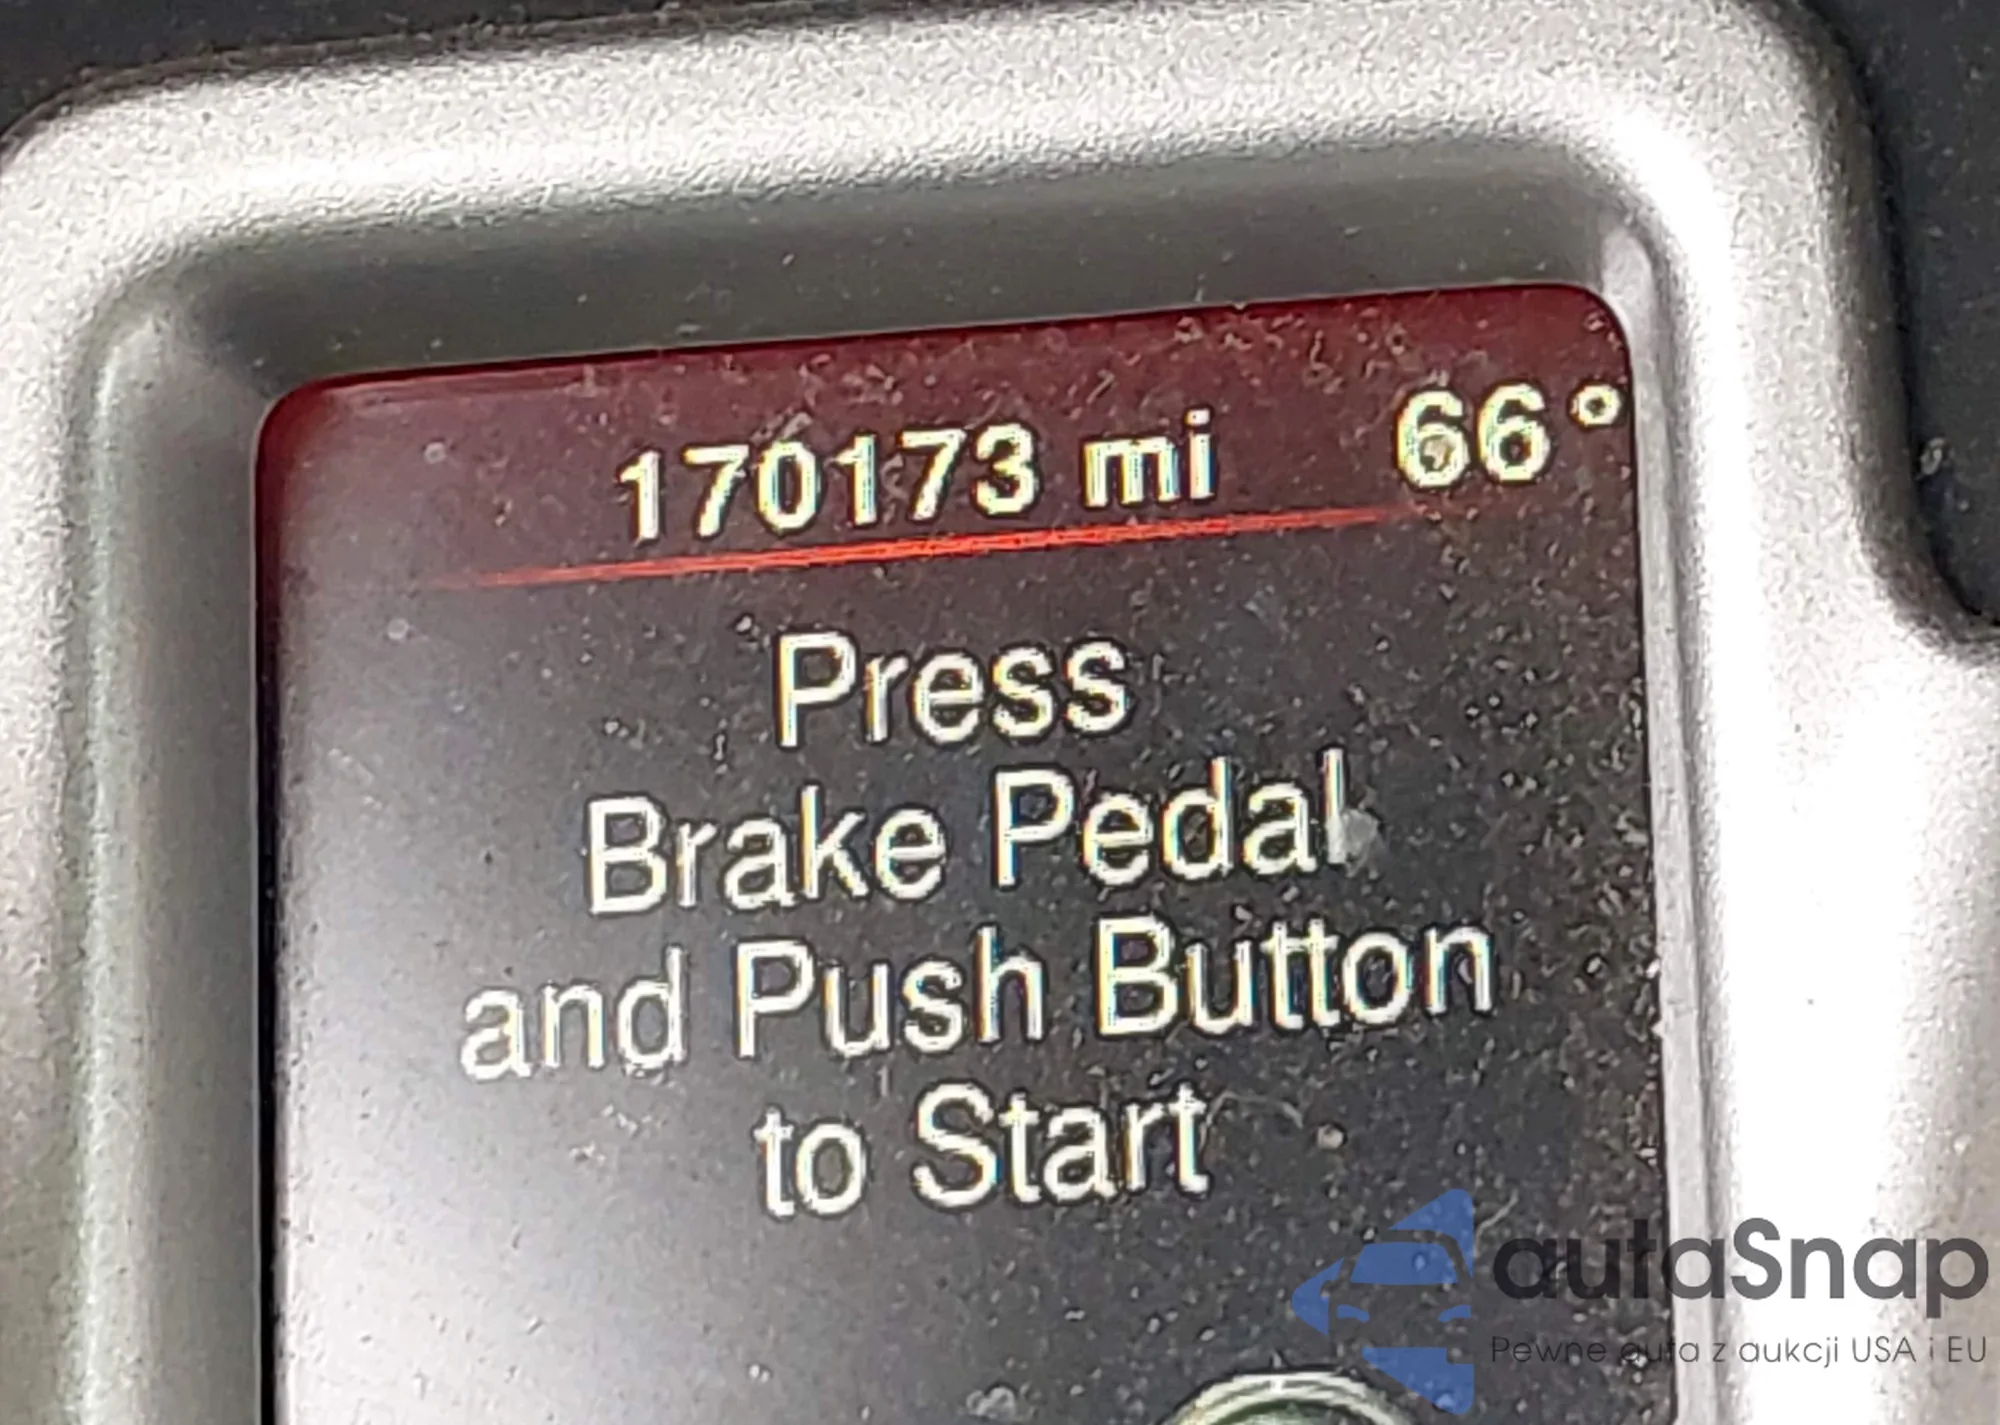 170173 mi 66°
Press
Brake Pedal
and Push Button
to Start
autaSnap
Pewne auta z aukcji USA i EU